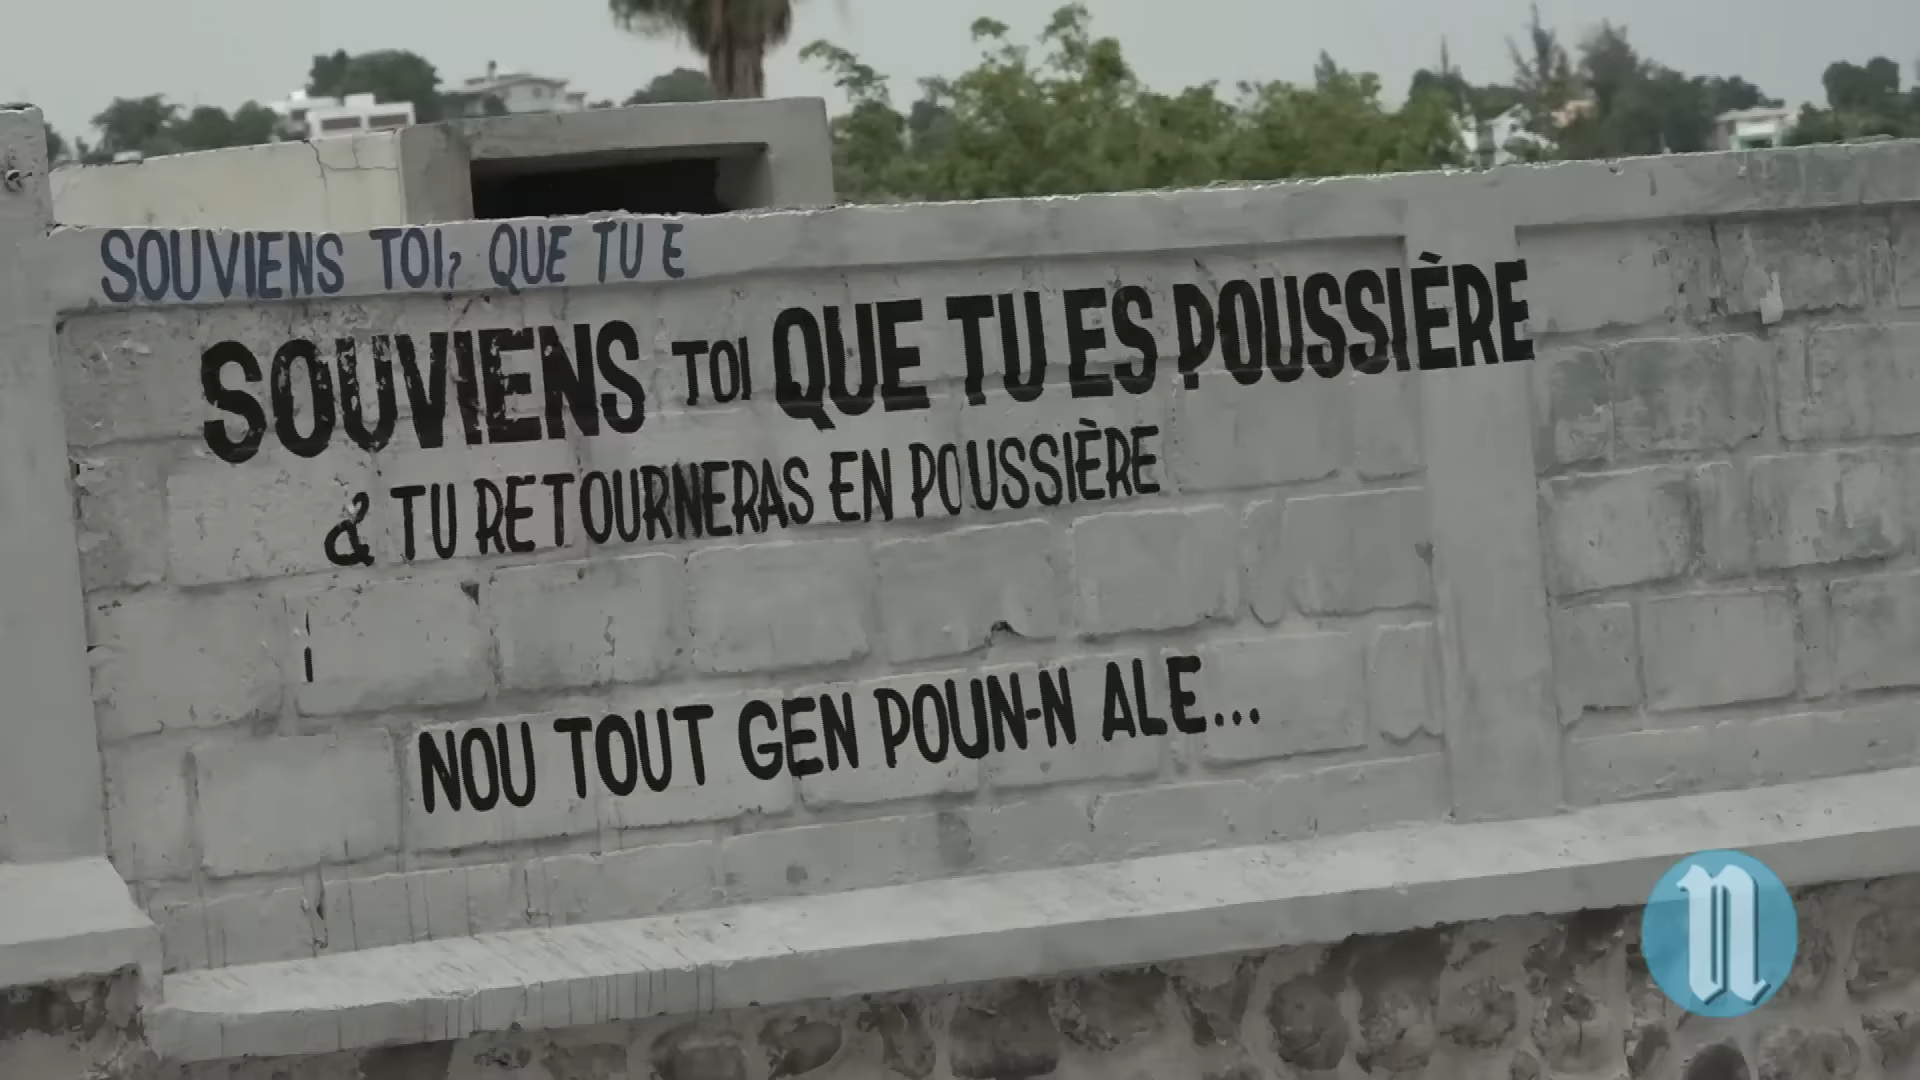 SOUVIENS TOI, QUE TU E
SOUVIENS TOI QUE TU ES POUSSIÈRE
& TU RETOURNERAS EN POUSSIÈRE
NOU TOUT GEN POUN-N ALE...
n